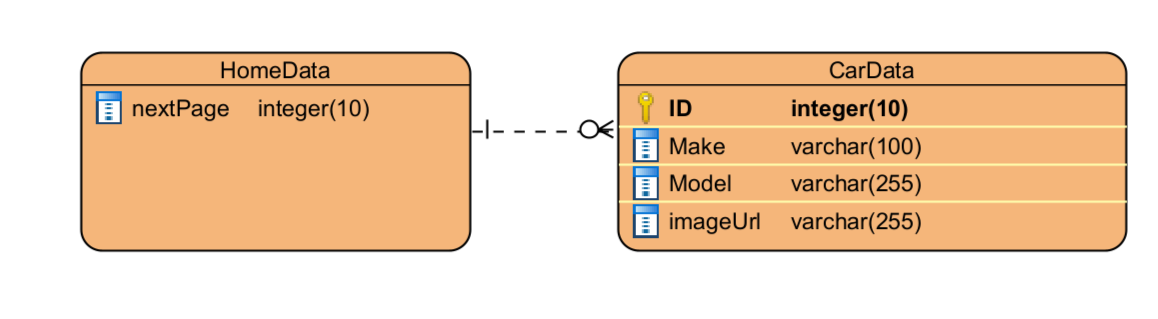 HomeData
nextPage integer(10)
CarData
ID integer(10)
Make varchar(100)
Model varchar(255)
imageUrl varchar(255)